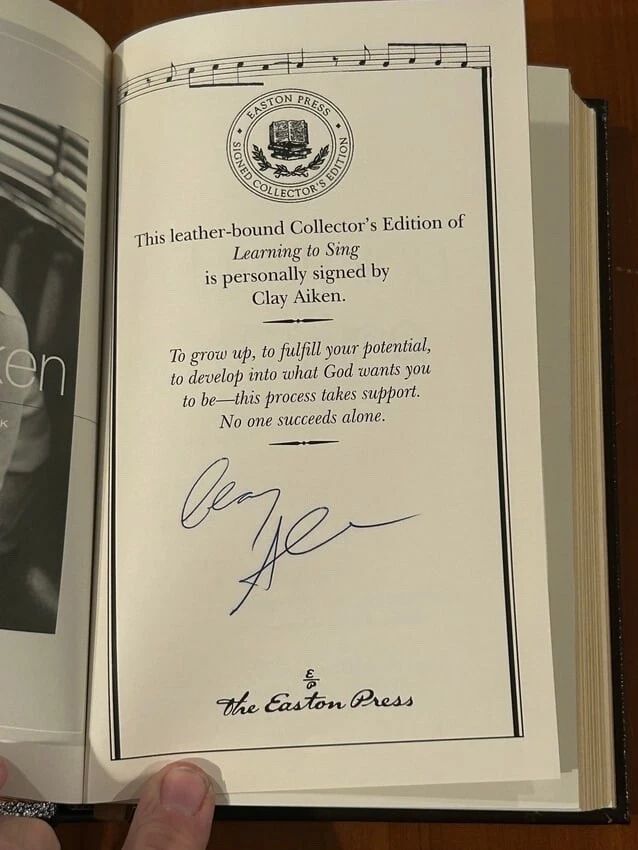 EASTON PRESS
SIGNED COLLECTOR'S EDITION
This leather-bound Collector's Edition of
Learning to Sing
is personally signed by
Clay Aiken.
To grow up, to fulfill your potential,
to develop into what God wants you
to be—this process takes support.
No one succeeds alone.
Clay
A
E
P
The Easton Press
en
K